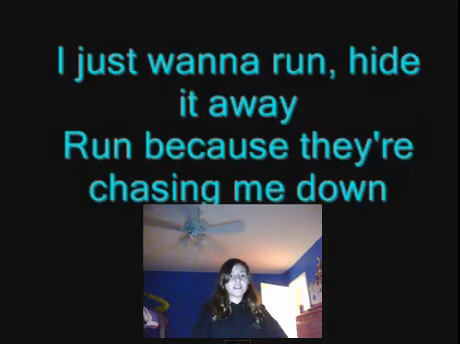 I just wanna run, hide
it away
Run because they're
chasing me down